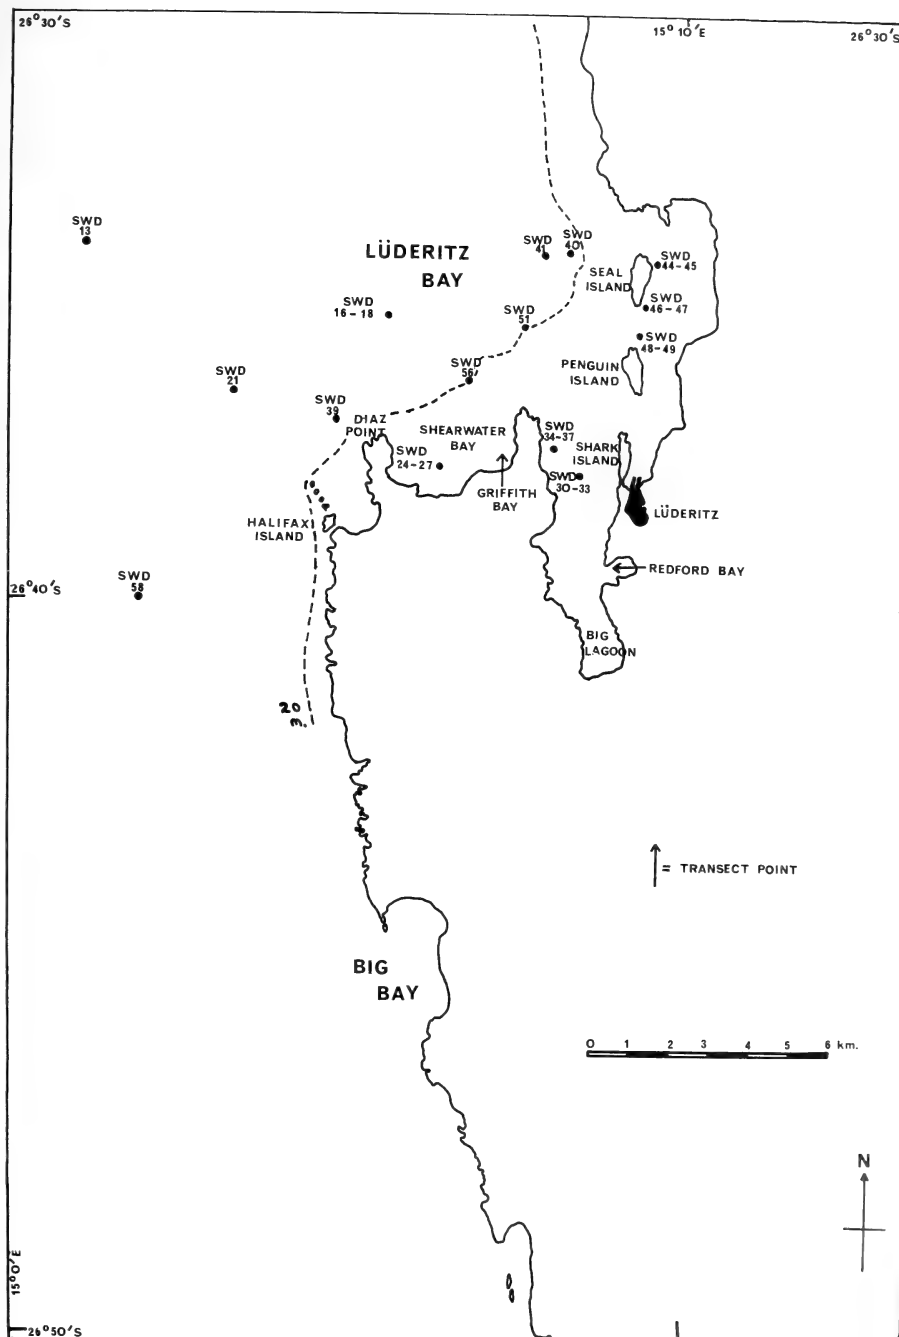 26°30'S
15°10'E
26°30'S
SWD
13
LÜDERITZ
BAY
SWD
41
SWD
40
SWD
44-45
SEAL
ISLAND
SWD
46-47
SWD
16-18
SWD
51
SWD
48-49
PENGUIN
ISLAND
SWD
21
SWD
56
SWD
39
DIAZ
POINT
SHEARWATER
BAY
SWD
34-37
SHARK
ISLAND
SWD
24-27
SWD
30-33
GRIFFITH
BAY
LÜDERITZ
HALIFAX
ISLAND
REDFORD BAY
SWD
58
26°40'S
BIG
LAGOON
20
m.
= TRANSECT POINT
BIG
BAY
0 1 2 3 4 5 6 km.
N
15°0'E
26°50'S